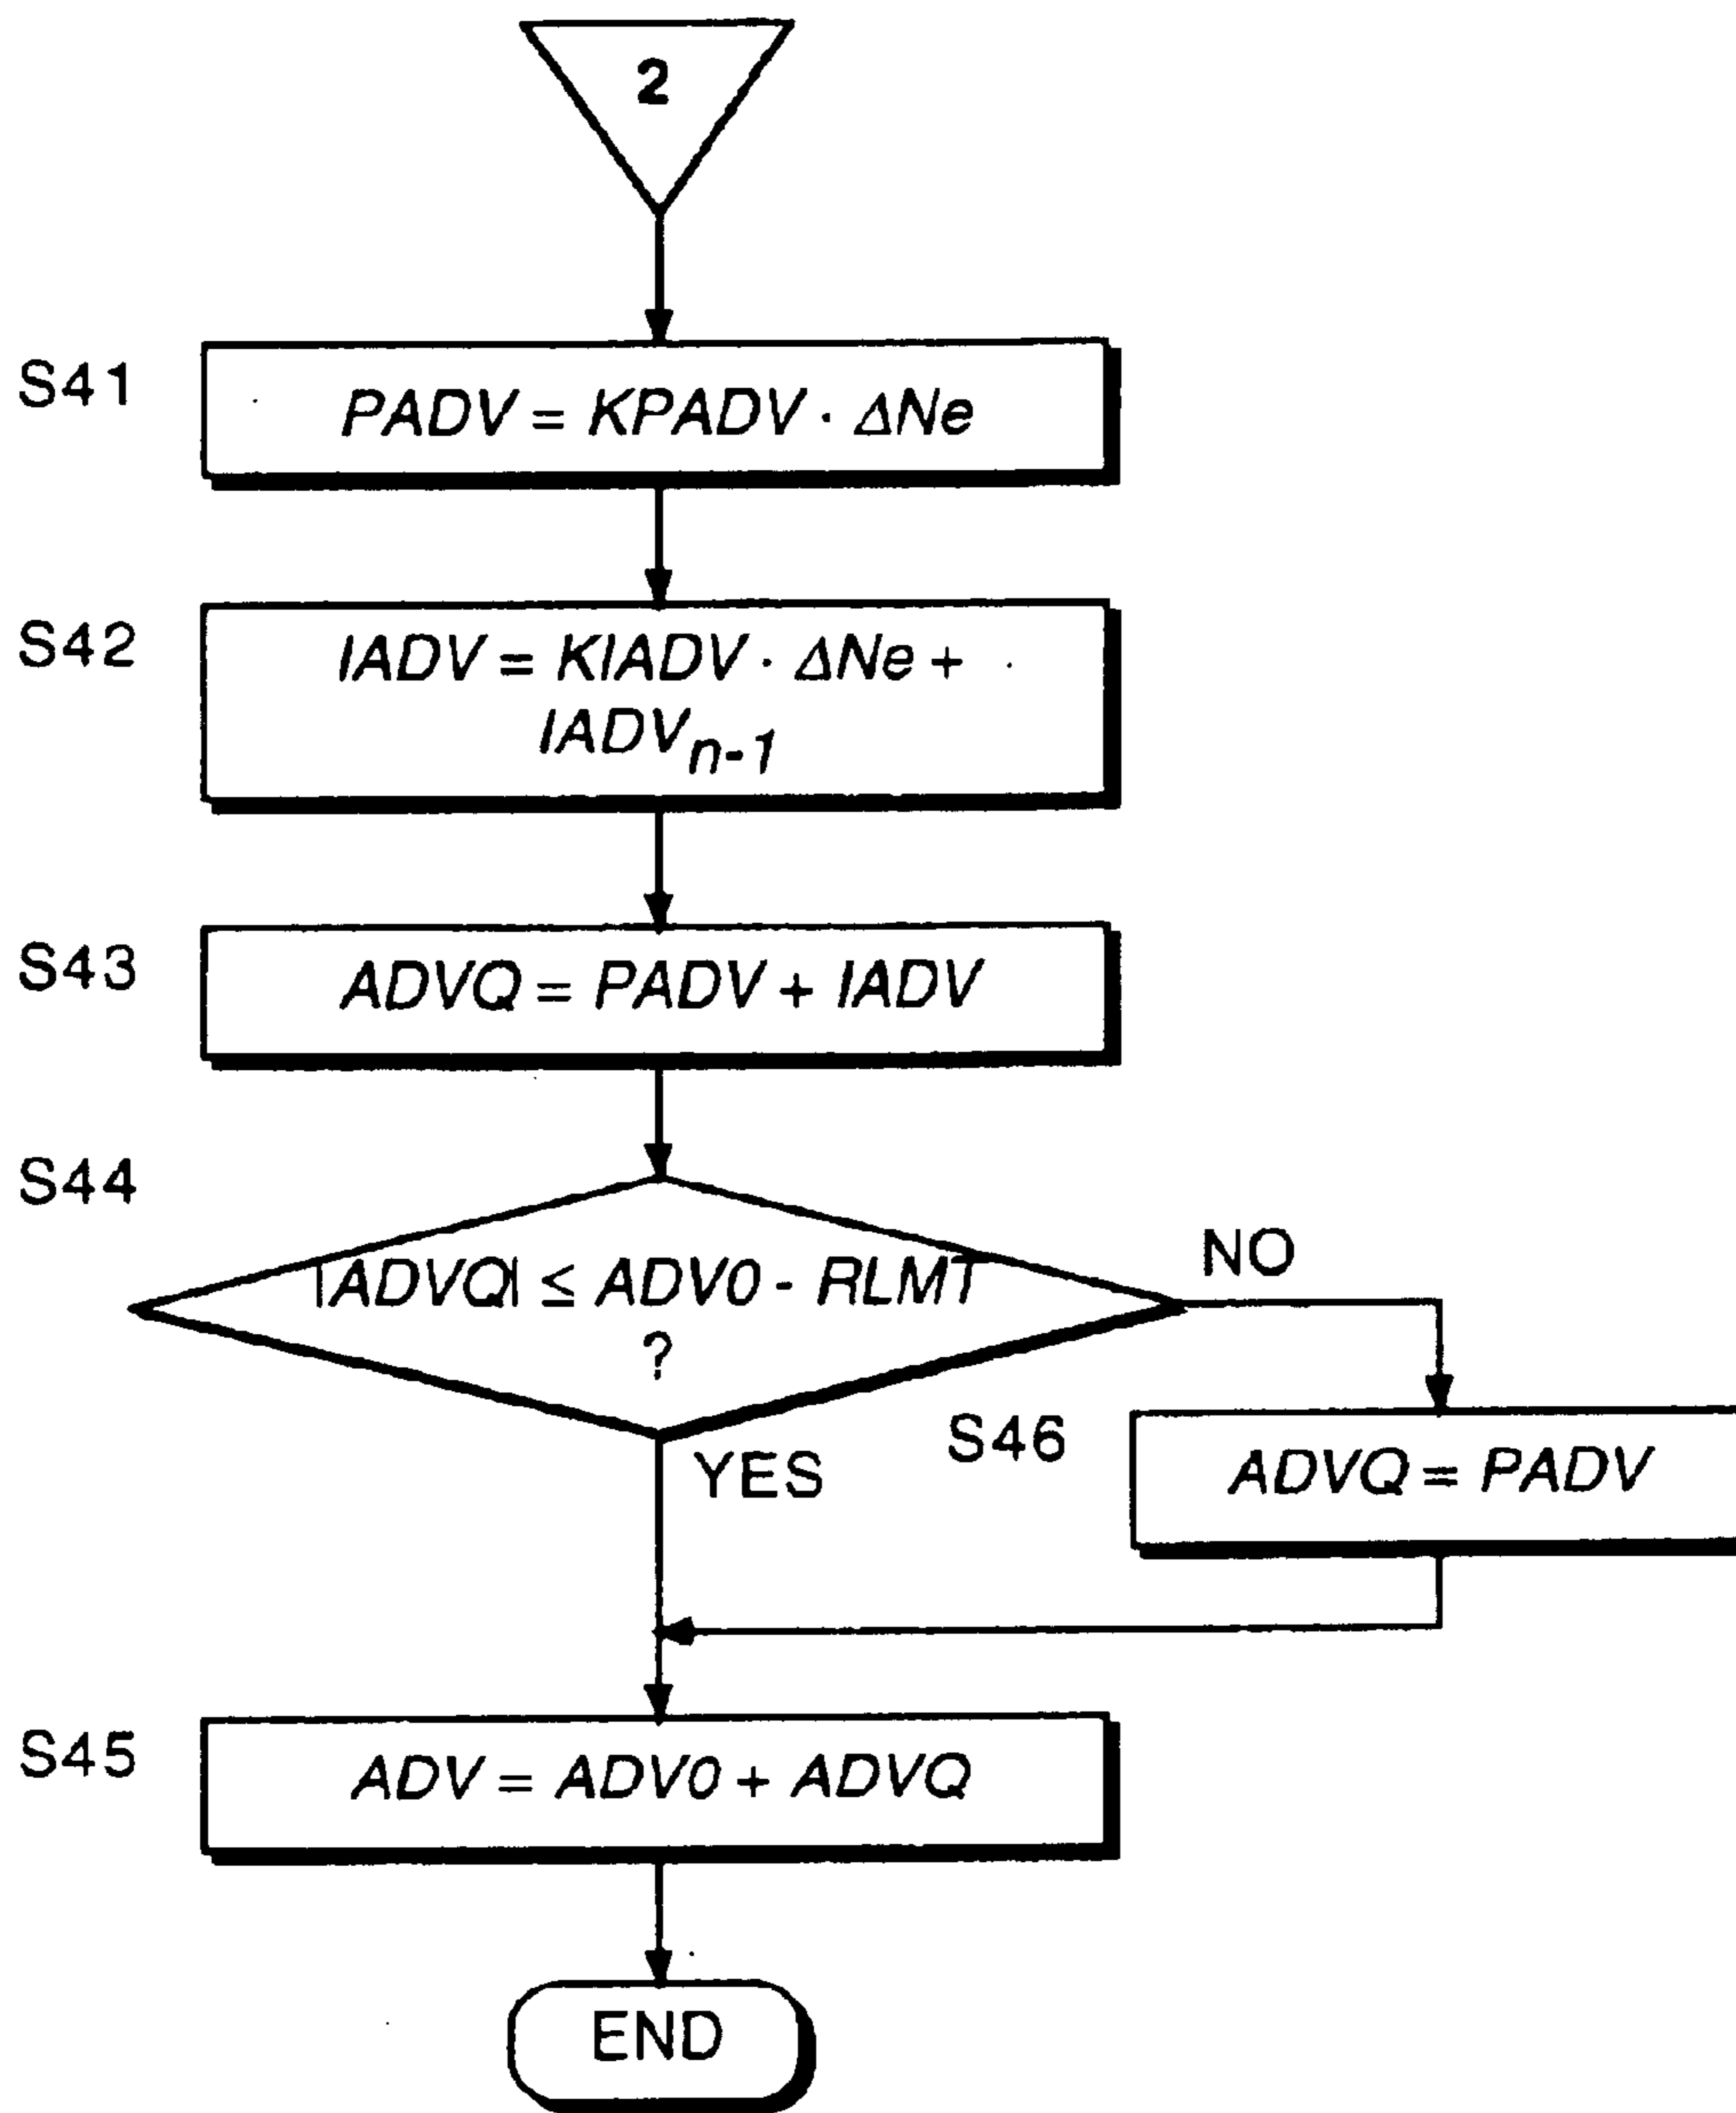 2
S41
PADV = KPADV · ΔNe
S42
IADV = KIADV · ΔNe +
IADVn-1
S43
ADVQ = PADV + IADV
S44
|ADVQ| ≤ ADV0 - RLMT
?
NO
YES
S46
ADVQ = PADV
S45
ADV = ADV0 + ADVQ
END